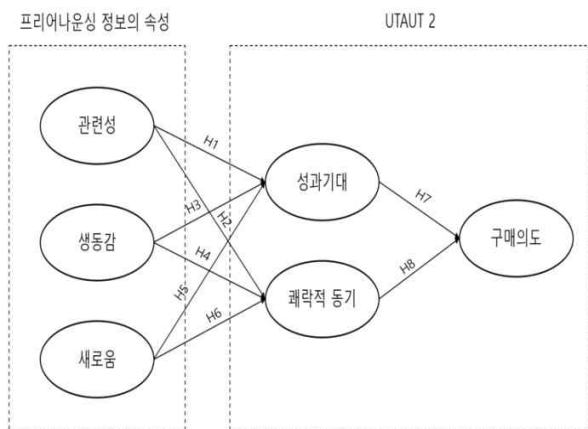 프리어나운싱 정보의 속성
UTAUT 2
관련성
생동감
새로움
H1
H2
H3
H4
H5
H6
성과기대
쾌락적 동기
H7
H8
구매의도